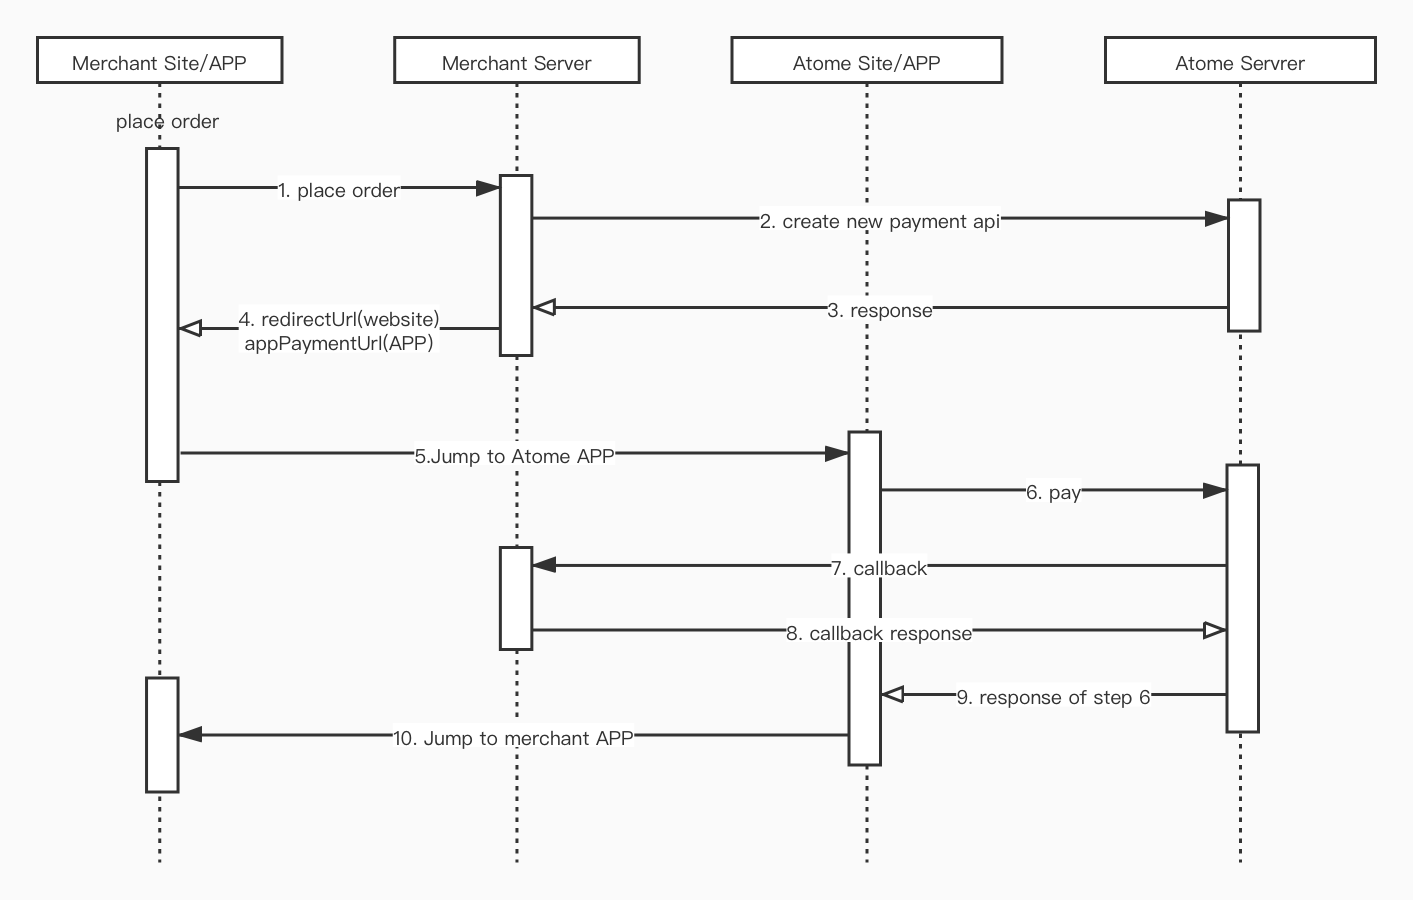 Merchant Site/APP
Merchant Server
Atome Site/APP
Atome Servrer
place order
1. place order
2. create new payment api
3. response
4. redirectUrl(website)
appPaymentUrl(APP)
5.Jump to Atome APP
6. pay
7. callback
8. callback response
9. response of step 6
10. Jump to merchant APP